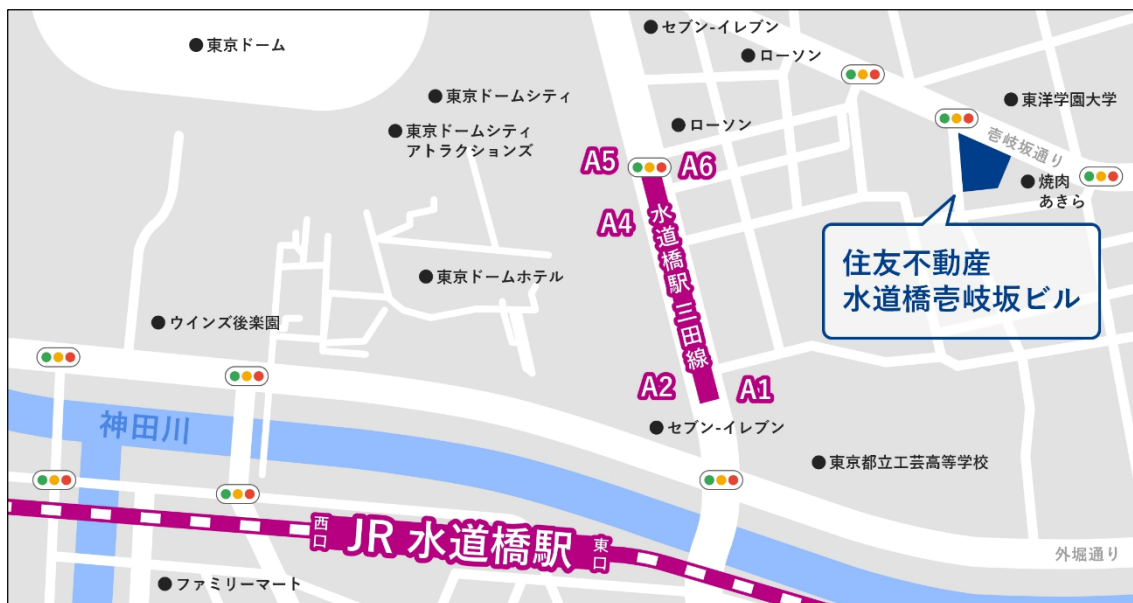 セブン-イレブン
東京ドーム
ローソン
東京ドームシティ
東洋学園大学
ローソン
東京ドームシティ
アトラクションズ
壱岐坂通り
A5
A6
焼肉
あきら
A4
水道橋駅 三田線
住友不動産
水道橋壱岐坂ビル
東京ドームホテル
ウインズ後楽園
A2
A1
神田川
セブン-イレブン
東京都立工芸高等学校
西口
JR 水道橋駅
東口
外堀通り
ファミリーマート